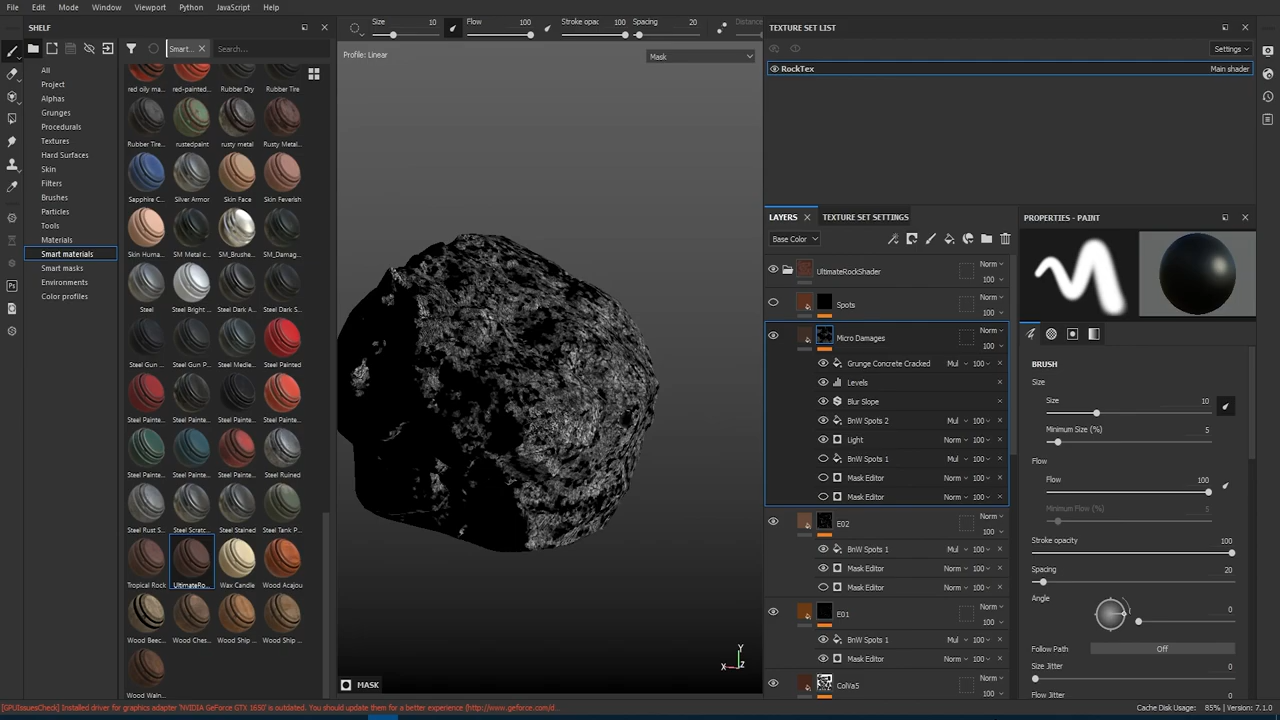 File Edit Mode Window Viewport Python JavaScript Help
SHELF
Smart...
Search...
All
Project
Alphas
Grunges
Procedurals
Textures
Hard Surfaces
Skin
Filters
Brushes
Particles
Tools
Materials
Smart materials
Smart masks
Environments
Color profiles
red oily ma... red-painted... Rubber Dry Rubber Tire
Rubber Tire... rustedpaint rusty metal Rusty Metal...
Sapphire C... Silver Armor Skin Face Skin Feverish
Skin Huma... SM Metal c... SM_Brushe... SM_Damag...
Steel Steel Bright ... Steel Dark A... Steel Dark S...
Steel Gun ... Steel Gun P... Steel Medie... Steel Painted
Steel Painte... Steel Painte... Steel Painte... Steel Painte...
Steel Painte... Steel Painte... Steel Painte... Steel Ruined
Steel Rust S... Steel Scratc... Steel Stained Steel Tank P...
Tropical Rock UltimateRo... Wax Candle Wood Acajou
Wood Beec... Wood Ches... Wood Ship ... Wood Ship ...
Wood Waln...
Size 10 Flow 100 Stroke opac 100 Spacing 20 Distance
Profile: Linear
Mask
Y
X Z
MASK
TEXTURE SET LIST
Settings
RockTex Main shader
LAYERS TEXTURE SET SETTINGS
Base Color
UltimateRockShader Norm 100
Spots Norm 100
Micro Damages Norm 100
Grunge Concrete Cracked Mul 100
Levels
Blur Slope
BnW Spots 2 Mul 100
Light Norm 100
BnW Spots 1 Mul 100
Mask Editor Norm 100
Mask Editor Norm 100
E02 Norm 100
BnW Spots 1 Mul 100
Mask Editor Norm 100
Mask Editor Norm 100
E01 Norm 100
BnW Spots 1 Mul 100
Mask Editor Norm 100
ColVa5 Norm 100
PROPERTIES - PAINT
BRUSH
Size
Size 10
Minimum Size (%) 5
Flow
Flow 100
Minimum Flow (%) 5
Stroke opacity 100
Spacing 20
Angle 0
Follow Path Off
Size Jitter 0
Flow Jitter 0
[GPUIssuesCheck] Installed driver for graphics adapter 'NVIDIA GeForce GTX 1650' is outdated. You should update them for a better experience (http://www.geforce.com/d...
Cache Disk Usage: 85% | Version: 7.1.0